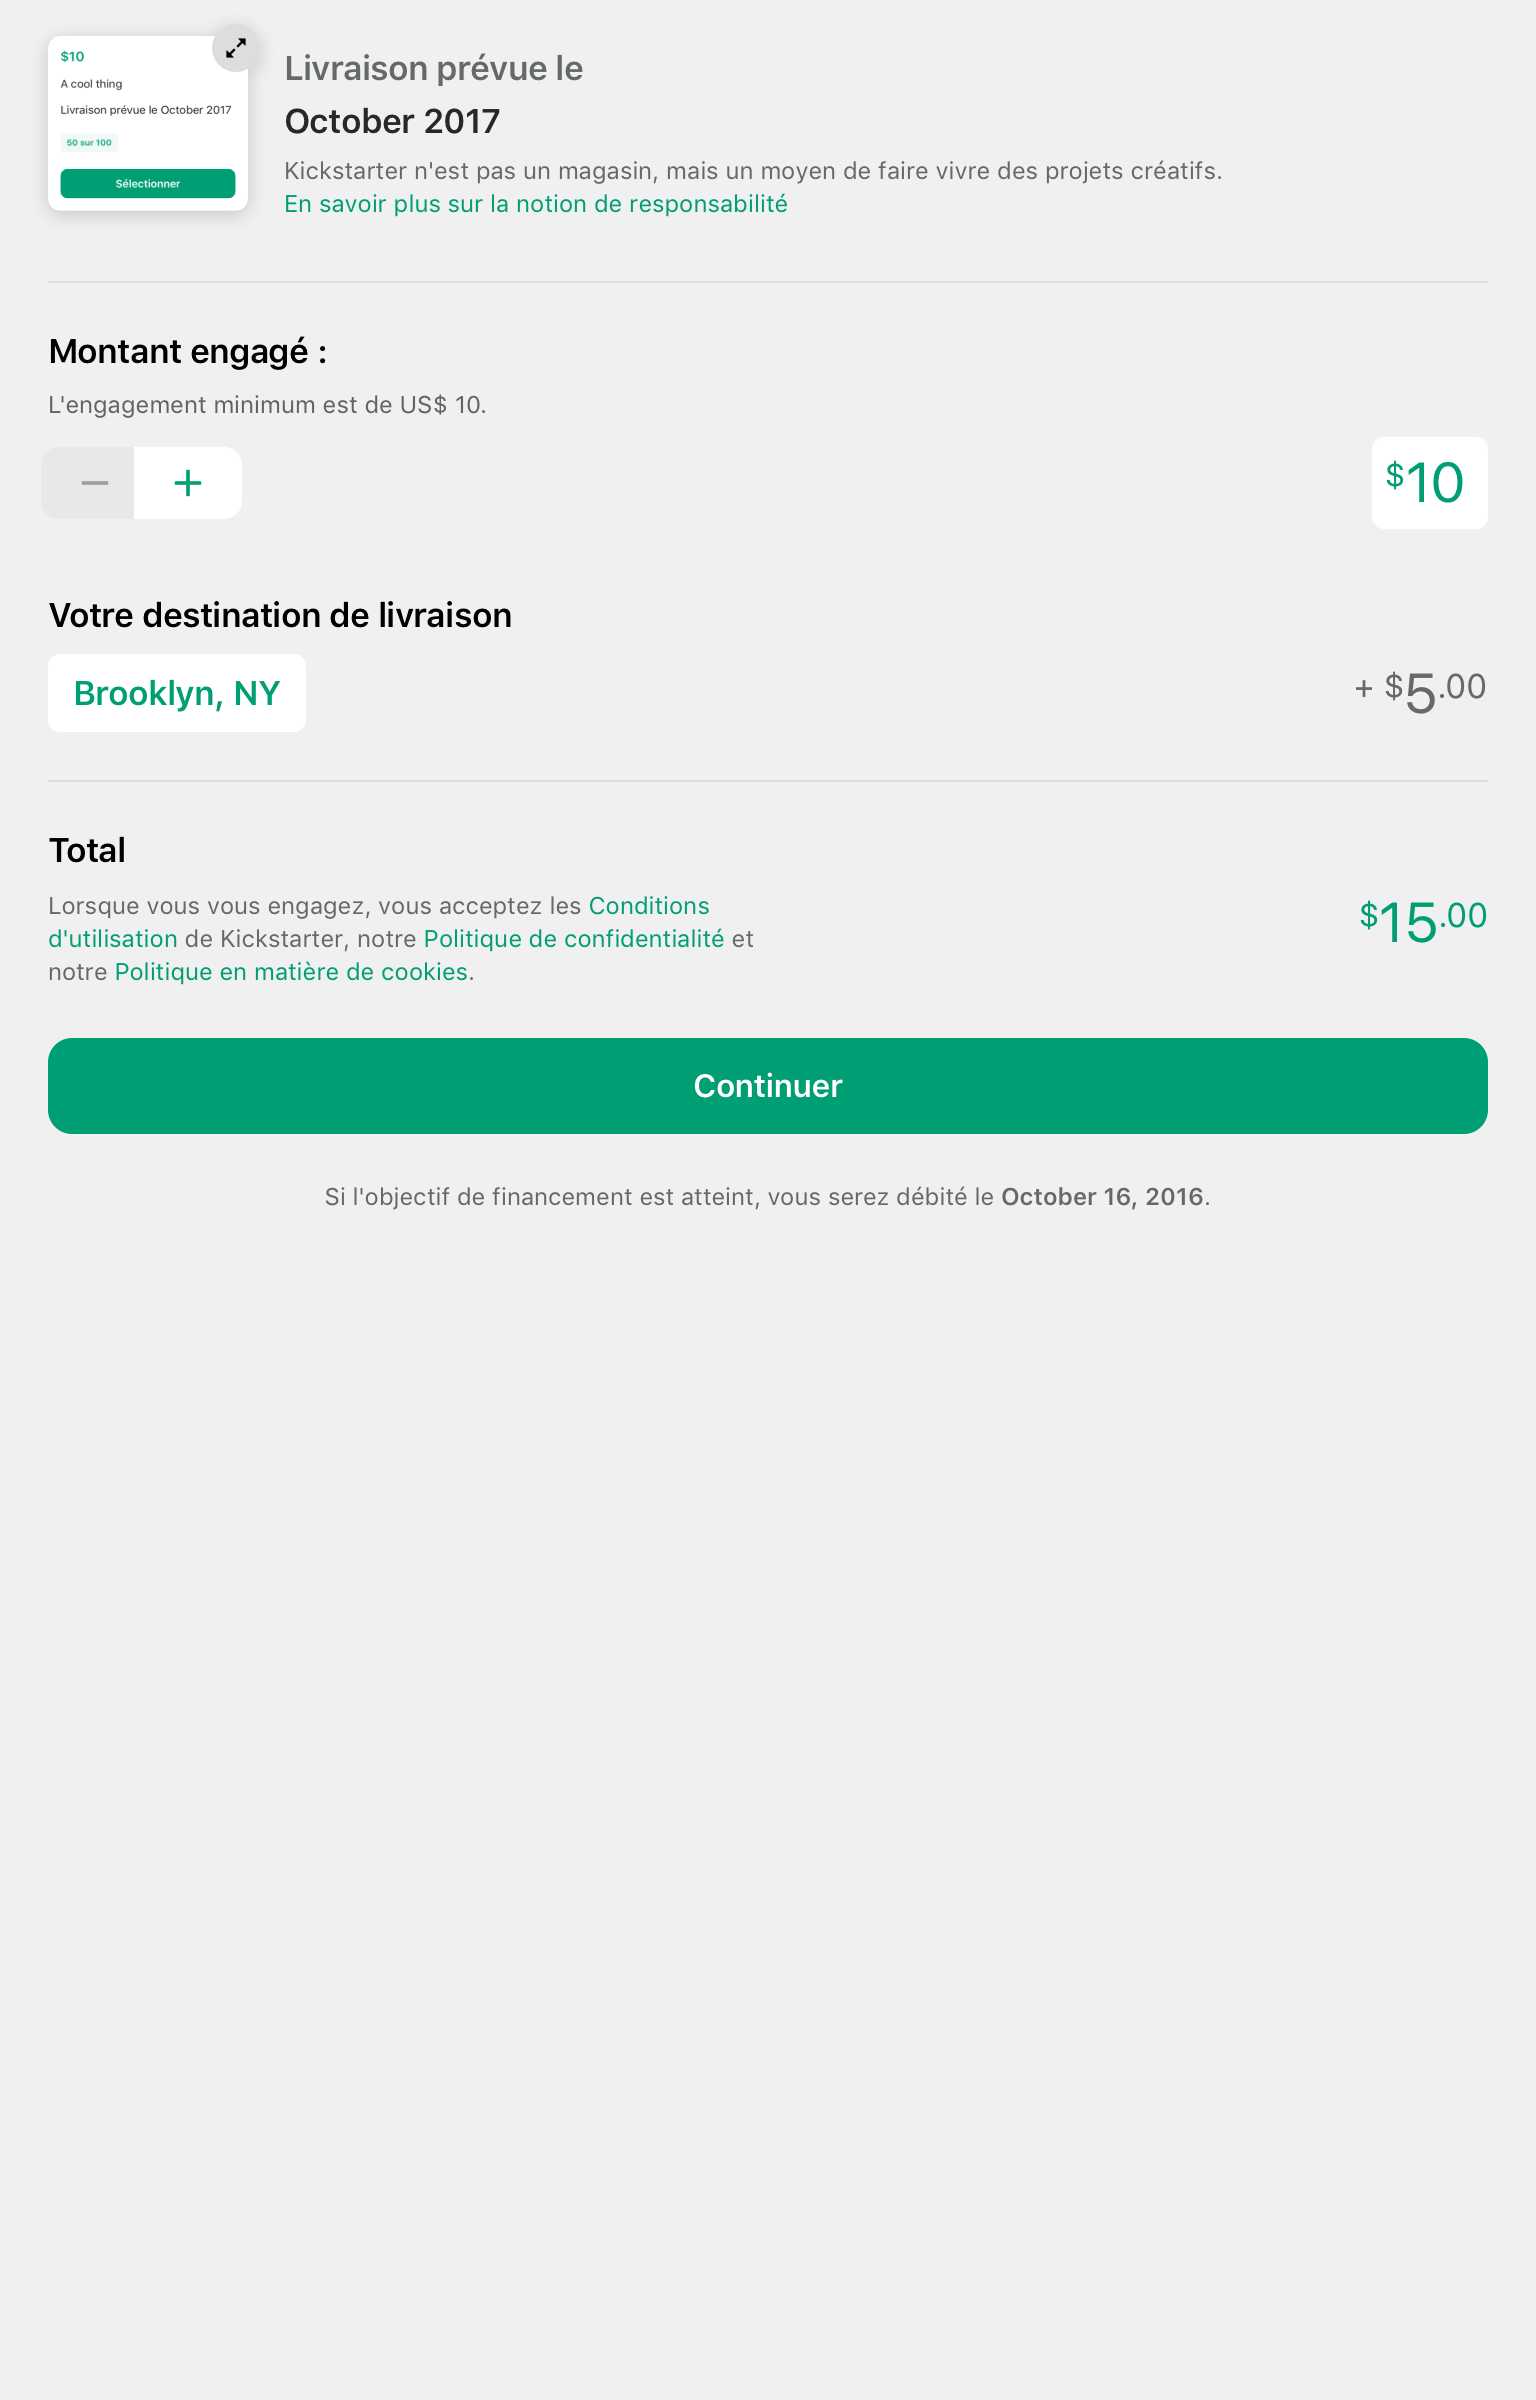 $10
A cool thing
Livraison prévue le October 2017
50 sur 100
Sélectionner
Livraison prévue le
October 2017
Kickstarter n'est pas un magasin, mais un moyen de faire vivre des projets créatifs.
En savoir plus sur la notion de responsabilité
Montant engagé :
L'engagement minimum est de US$ 10.
− +
$10
Votre destination de livraison
Brooklyn, NY
+ $5.00
Total
Lorsque vous vous engagez, vous acceptez les Conditions
d'utilisation de Kickstarter, notre Politique de confidentialité et
notre Politique en matière de cookies.
$15.00
Continuer
Si l'objectif de financement est atteint, vous serez débité le October 16, 2016.